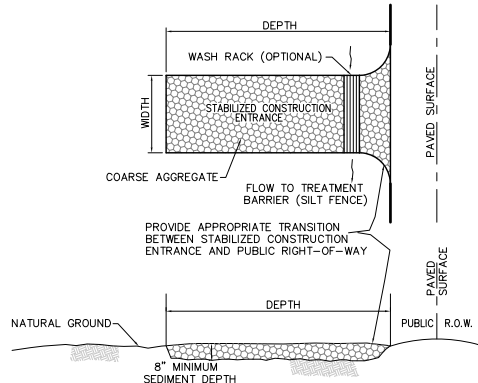 DEPTH
WASH RACK (OPTIONAL)
WIDTH
STABILIZED CONSTRUCTION
ENTRANCE
PAVED SURFACE
COARSE AGGREGATE
FLOW TO TREATMENT
BARRIER (SILT FENCE)
PROVIDE APPROPRIATE TRANSITION
BETWEEN STABILIZED CONSTRUCTION
ENTRANCE AND PUBLIC RIGHT-OF-WAY
PAVED
SURFACE
DEPTH
NATURAL GROUND
PUBLIC R.O.W.
8" MINIMUM
SEDIMENT DEPTH